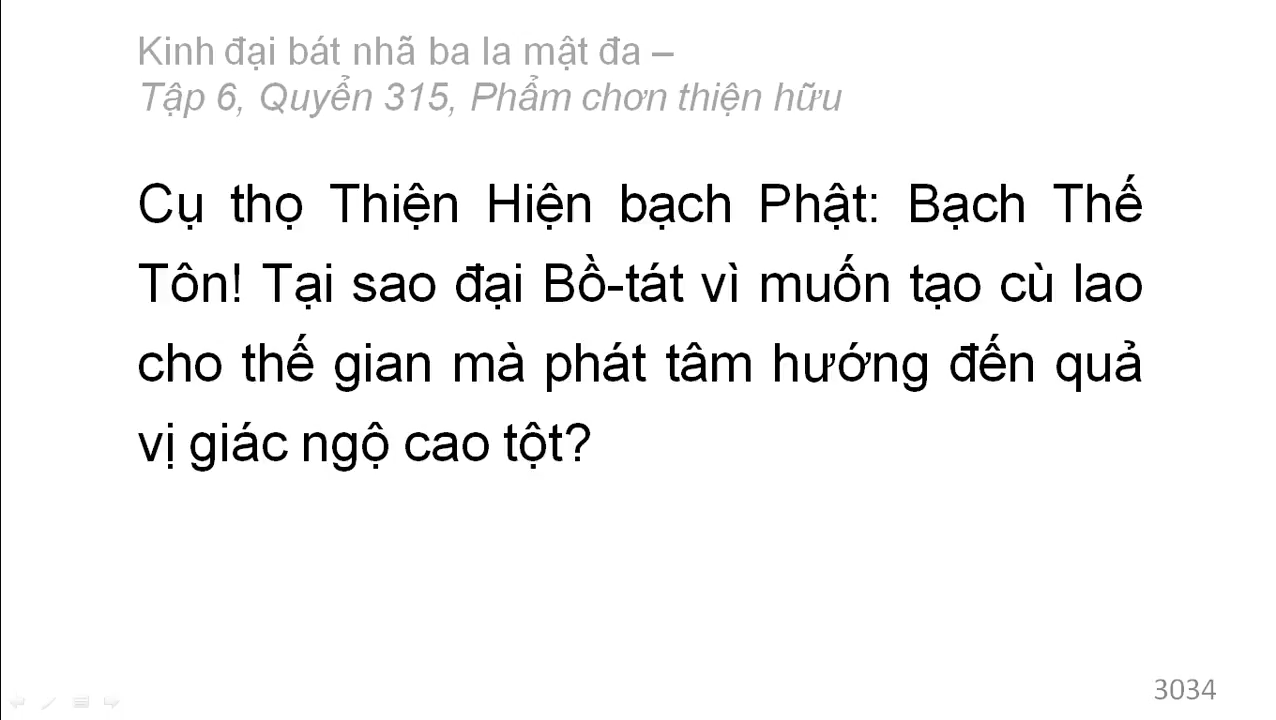 Kinh đại bát nhã ba la mật đa –
Tập 6, Quyển 315, Phẩm chơn thiện hữu
Cụ thọ Thiện Hiện bạch Phật: Bạch Thế
Tôn! Tại sao đại Bồ-tát vì muốn tạo cù lao
cho thế gian mà phát tâm hướng đến quả
vị giác ngộ cao tột?
3034